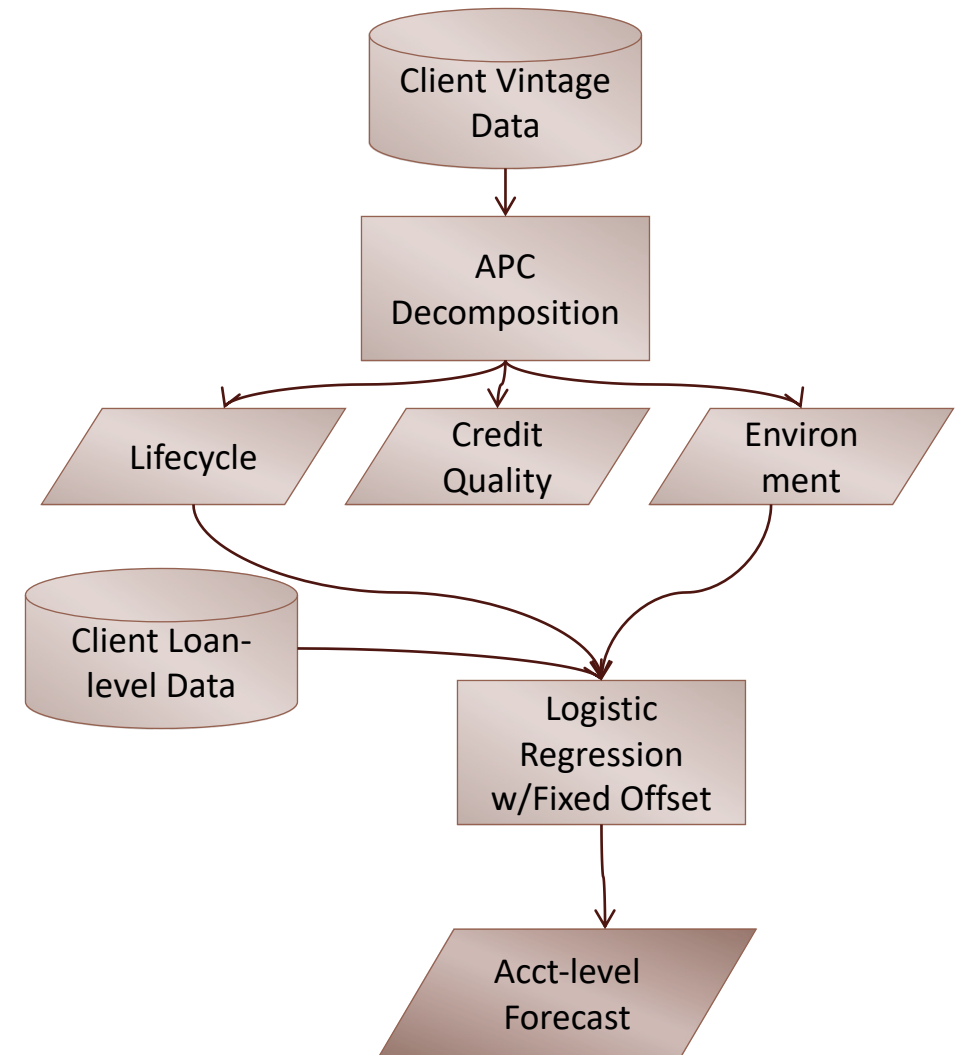 Client Vintage
Data
APC
Decomposition
Lifecycle
Credit
Quality
Environ
ment
Client Loan-
level Data
Logistic
Regression
w/Fixed Offset
Acct-level
Forecast